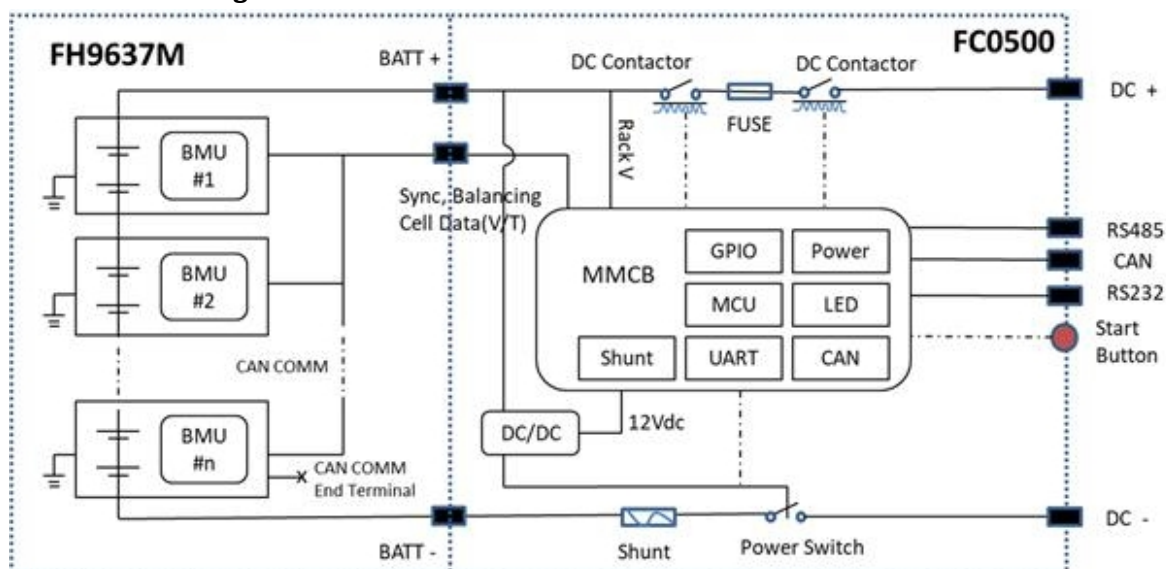 FH9637M
FC0500
BATT +
DC Contactor
DC Contactor
DC +
FUSE
Rack V
BMU
#1
Sync, Balancing
Cell Data(V/T)
BMU
#2
MMCB
GPIO
Power
MCU
LED
Shunt
UART
CAN
RS485
CAN
RS232
Start
Button
CAN COMM
DC/DC
12Vdc
BMU
#n
CAN COMM
End Terminal
BATT -
Shunt
Power Switch
DC -